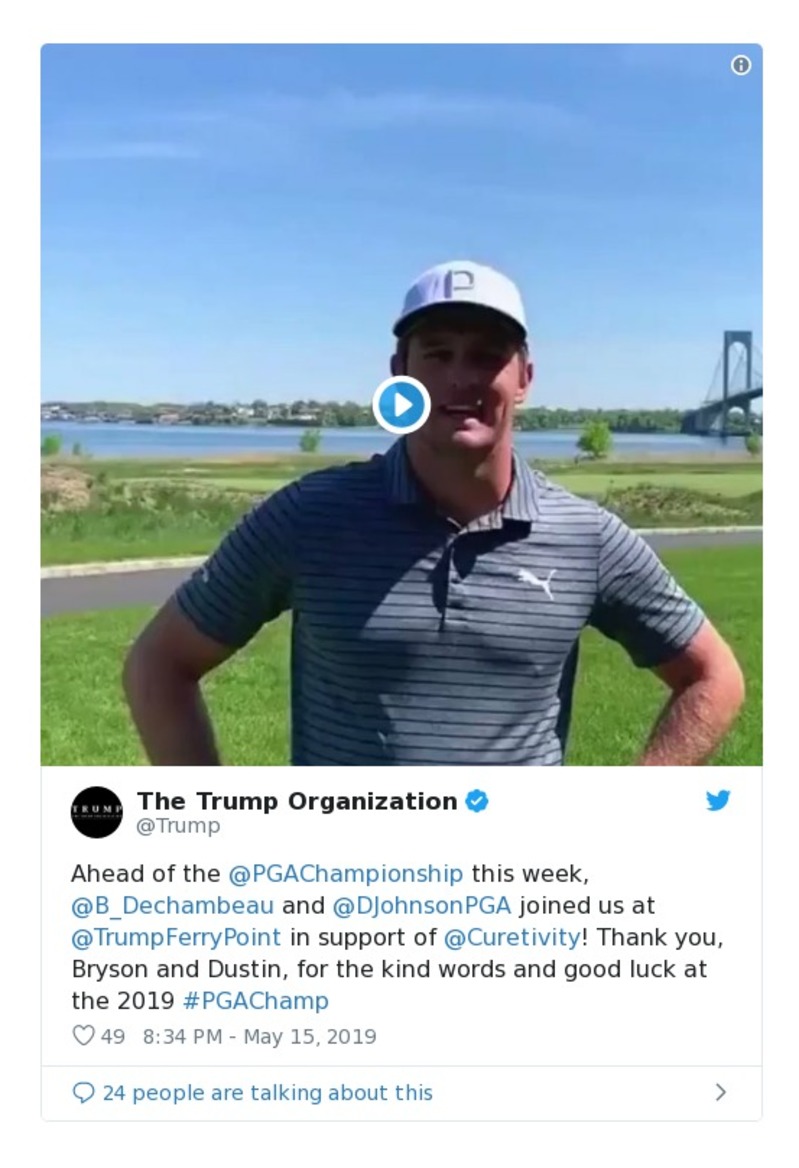 P
TRUMP
The Trump Organization
@Trump
Ahead of the @PGAChampionship this week,
@B_Dechambeau and @DJohnsonPGA joined us at
@TrumpFerryPoint in support of @Curetivity! Thank you,
Bryson and Dustin, for the kind words and good luck at
the 2019 #PGAChamp
49 8:34 PM - May 15, 2019
24 people are talking about this